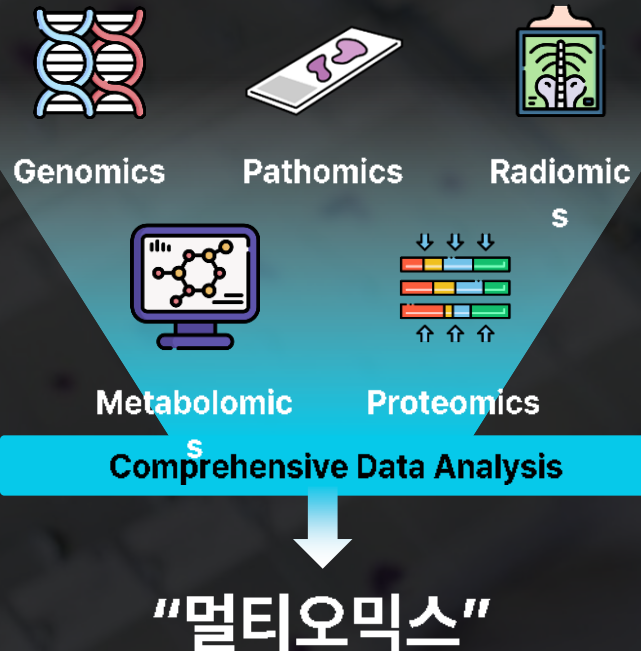 Genomics
Pathomics
Radiomic
s
Metabolomic
s
Proteomics
Comprehensive Data Analysis
“멀티오믹스”